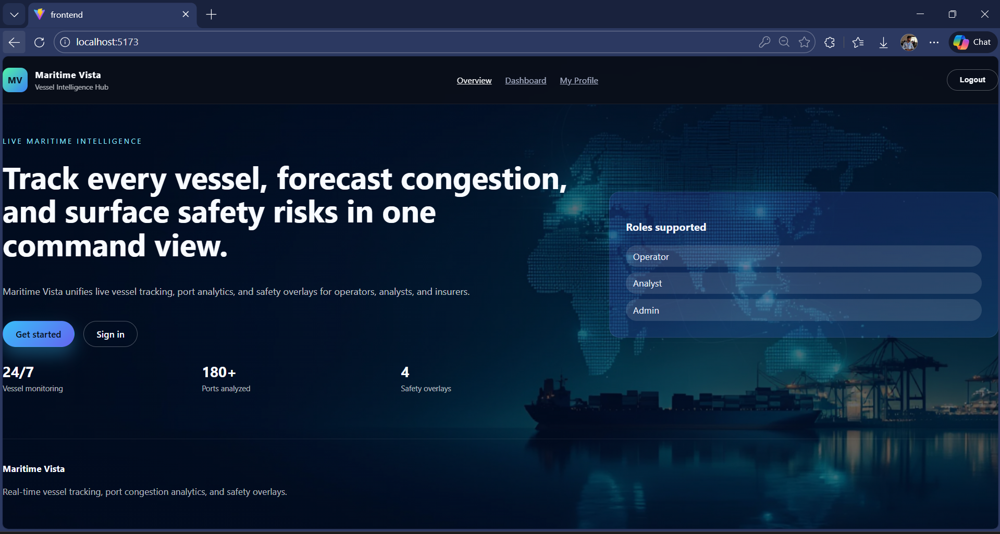 frontend
localhost:5173
Chat
MV
Maritime Vista
Vessel Intelligence Hub
Overview
Dashboard
My Profile
Logout
LIVE MARITIME INTELLIGENCE
Track every vessel, forecast congestion,
and surface safety risks in one
command view.
Maritime Vista unifies live vessel tracking, port analytics, and safety overlays for operators, analysts, and insurers.
Get started
Sign in
24/7
Vessel monitoring
180+
Ports analyzed
4
Safety overlays
Roles supported
Operator
Analyst
Admin
Maritime Vista
Real-time vessel tracking, port congestion analytics, and safety overlays.